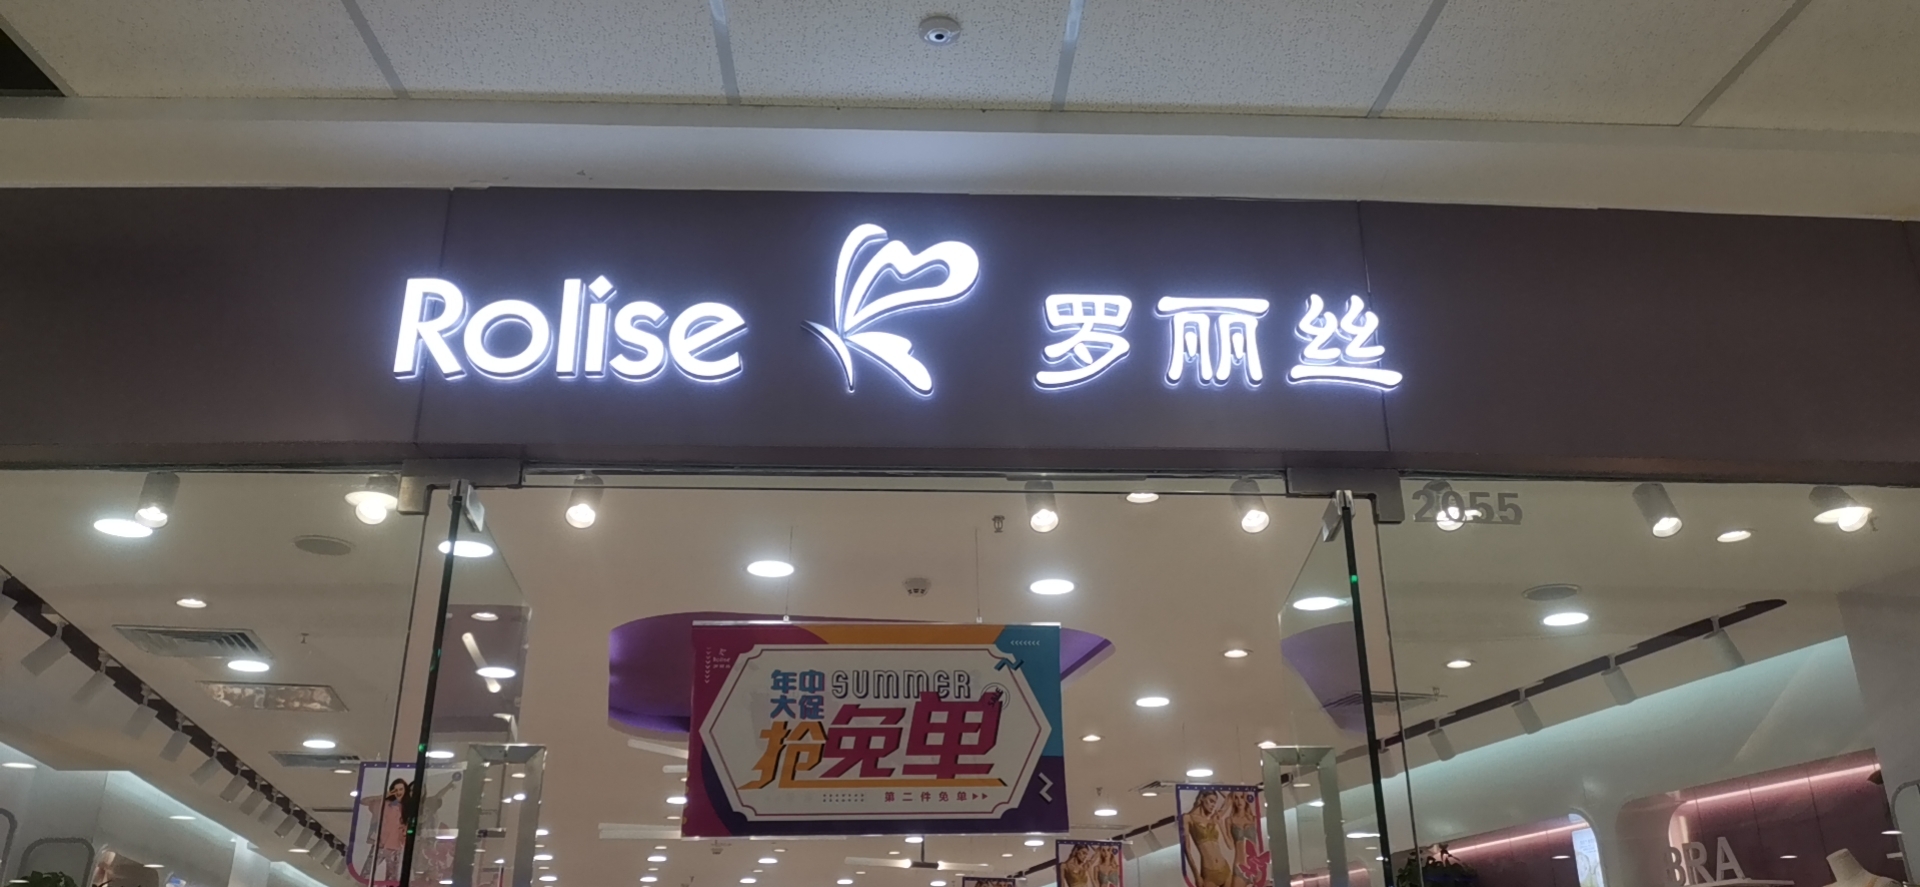 Rolise 罗丽丝
2055
年中
大促
SUMMER
抢免单
第二件免单
BRA